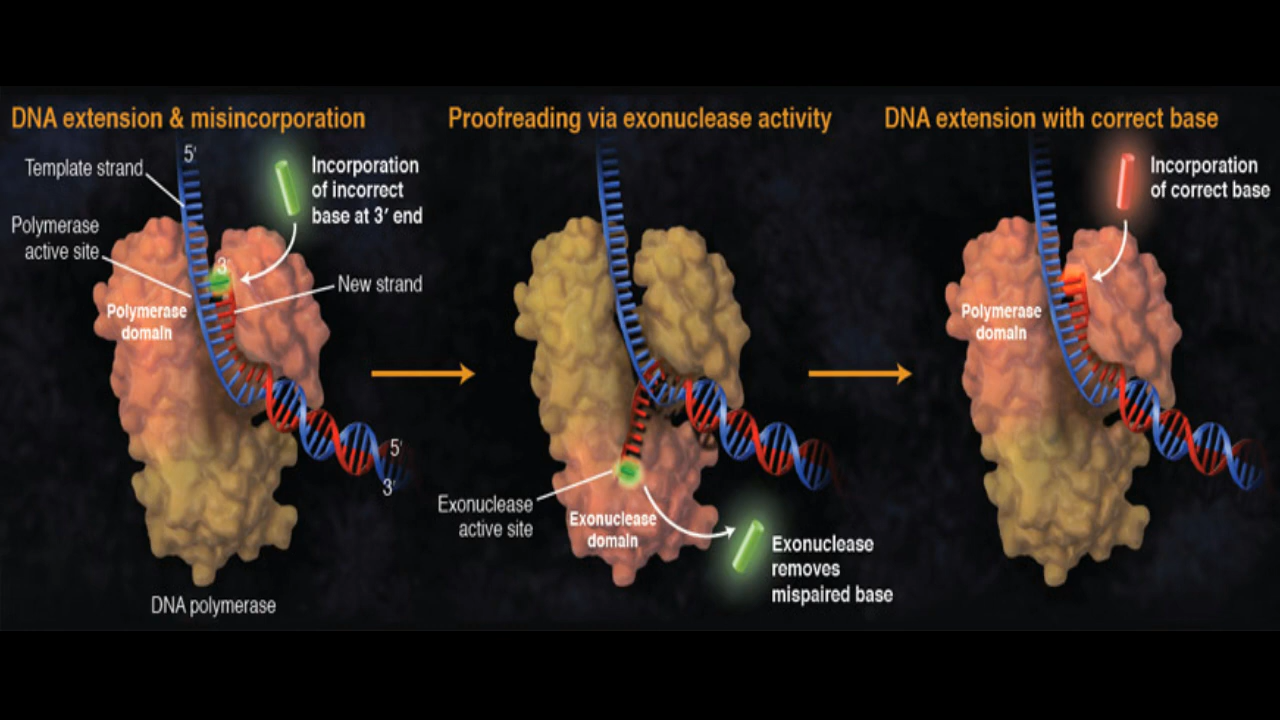 DNA extension & misincorporation
5'
Template strand
Incorporation
of incorrect
base at 3′ end
Polymerase
active site
3'
New strand
Polymerase
domain
5'
3'
DNA polymerase
Proofreading via exonuclease activity
Exonuclease
active site
Exonuclease
domain
Exonuclease
removes
mispaired base
DNA extension with correct base
Incorporation
of correct base
Polymerase
domain